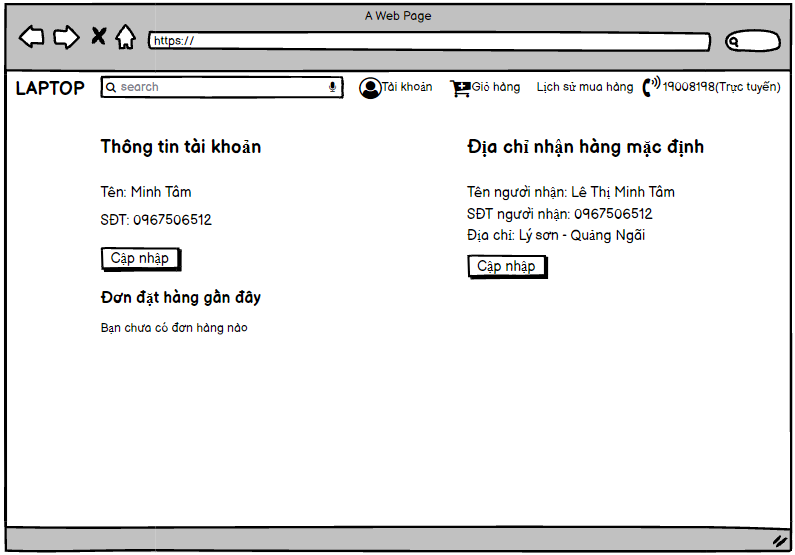 A Web Page
https://
LAPTOP
search
Tài khoản
Giỏ hàng
Lịch sử mua hàng
19008198(Trực tuyến)
Thông tin tài khoản
Tên: Minh Tâm
SĐT: 0967506512
Cập nhập
Đơn đặt hàng gần đây
Bạn chưa có đơn hàng nào
Địa chỉ nhận hàng mặc định
Tên người nhận: Lê Thị Minh Tâm
SĐT người nhận: 0967506512
Địa chỉ: Lý sơn - Quảng Ngãi
Cập nhập